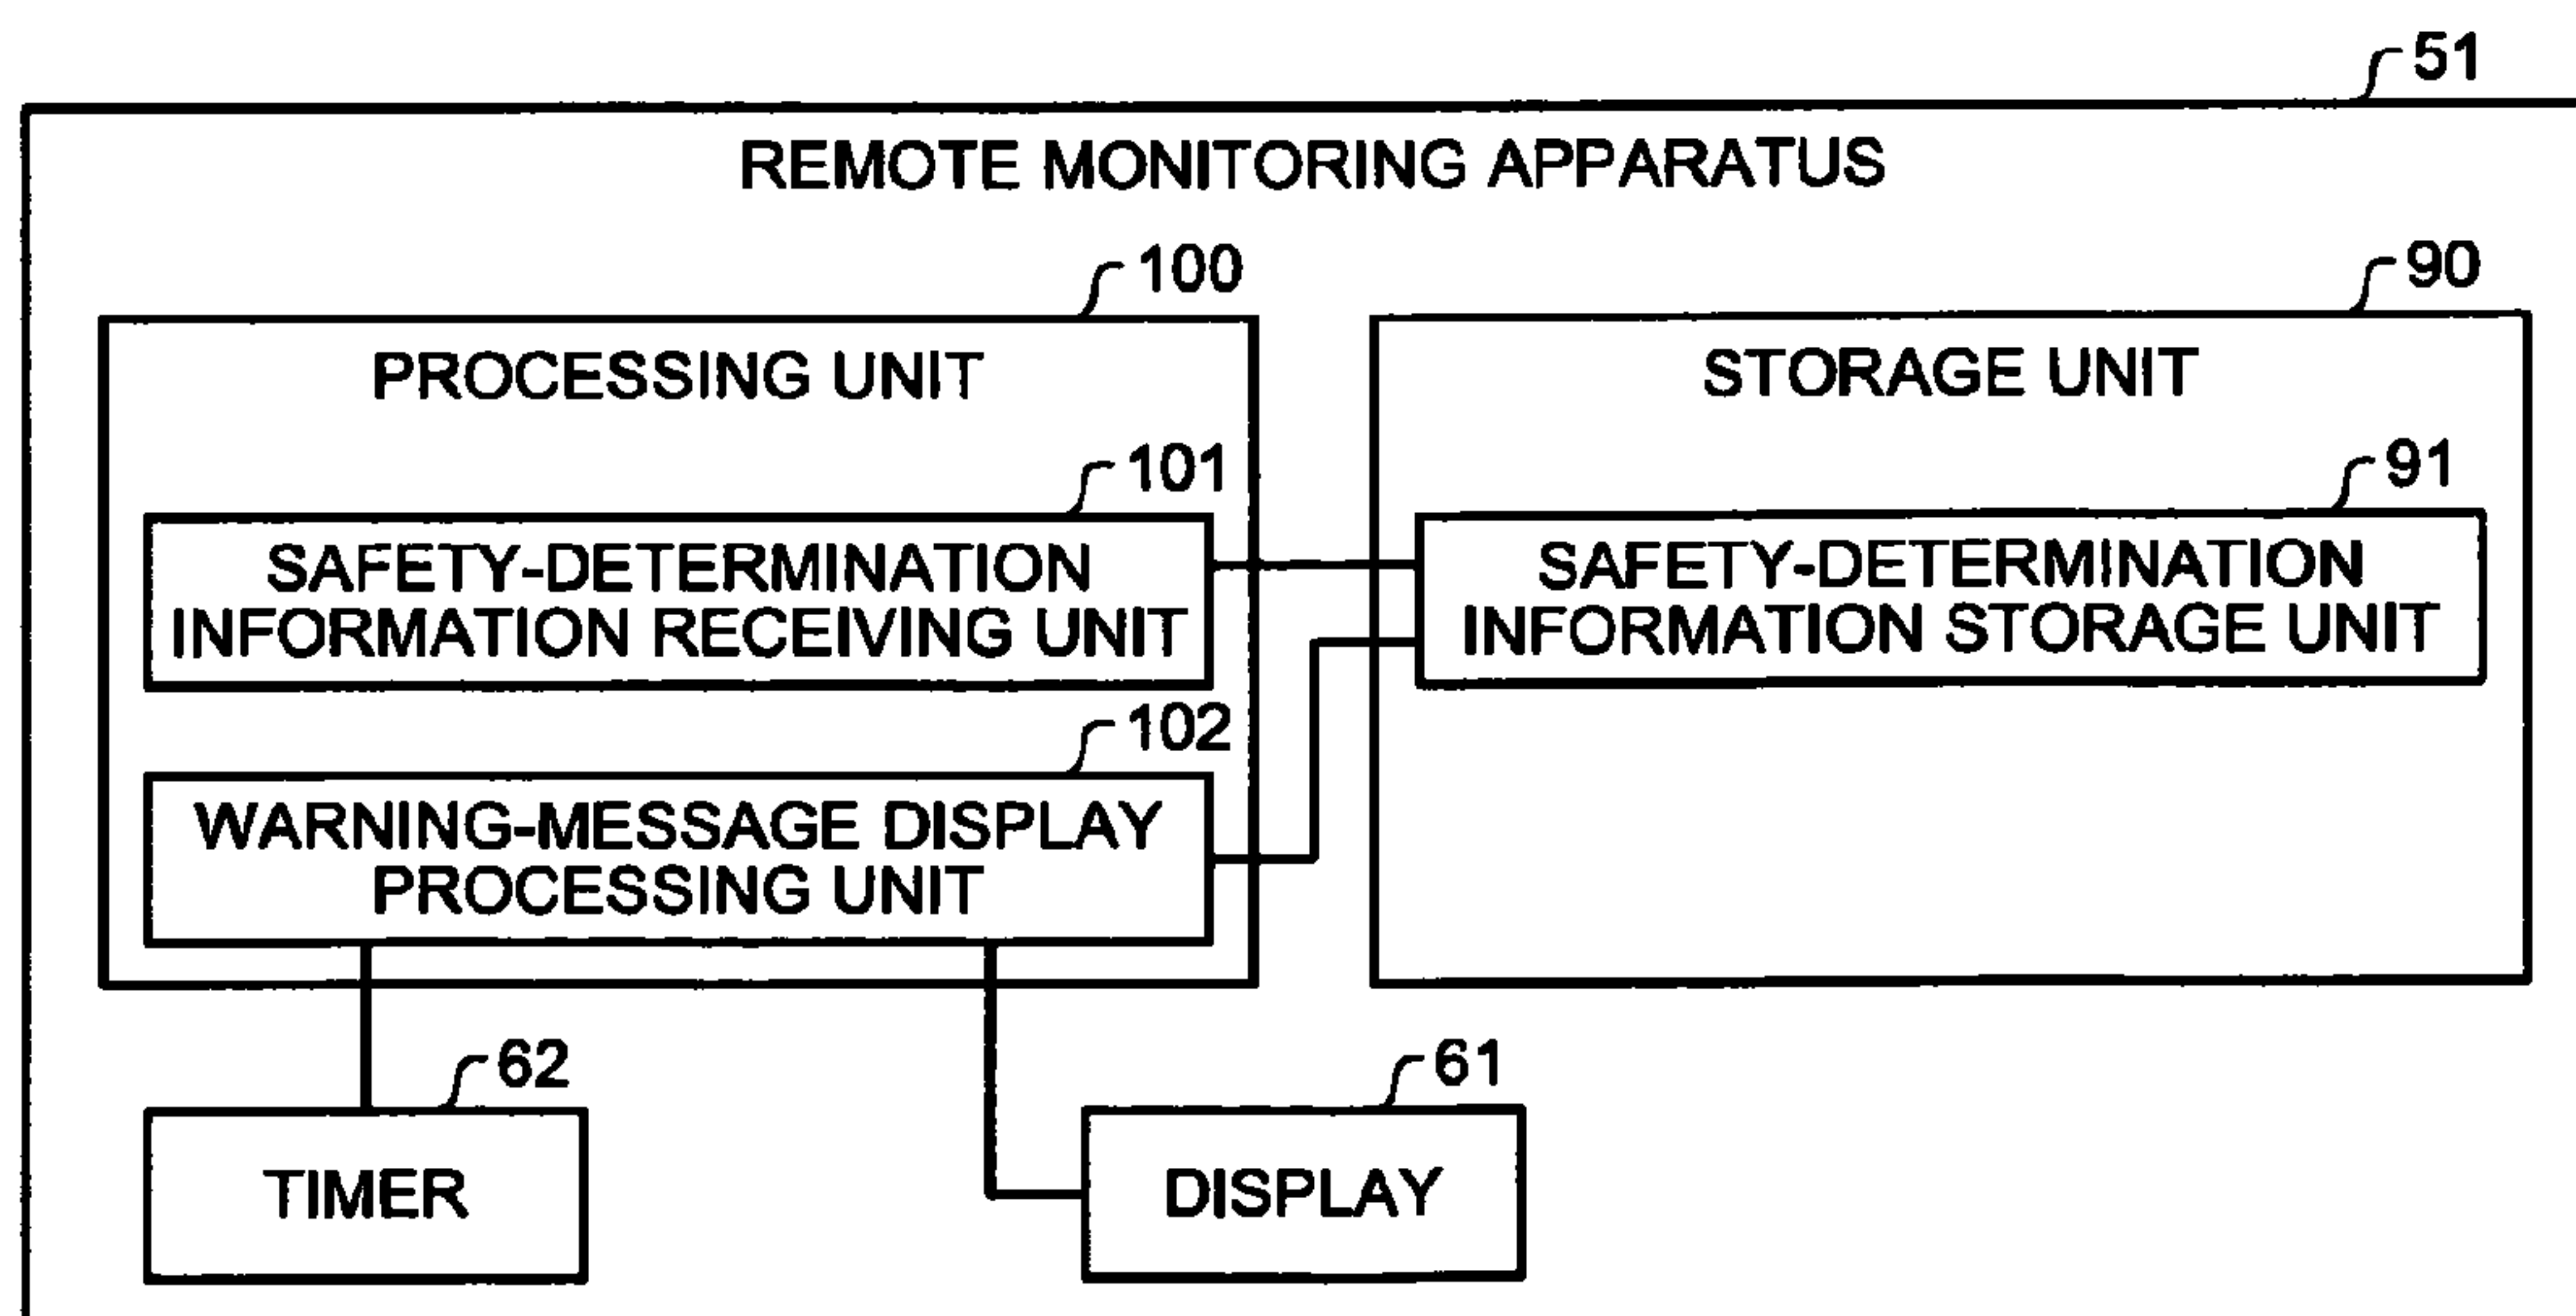 51
REMOTE MONITORING APPARATUS
100
90
PROCESSING UNIT
STORAGE UNIT
101
91
SAFETY-DETERMINATION
INFORMATION RECEIVING UNIT
SAFETY-DETERMINATION
INFORMATION STORAGE UNIT
102
WARNING-MESSAGE DISPLAY
PROCESSING UNIT
62
61
TIMER
DISPLAY